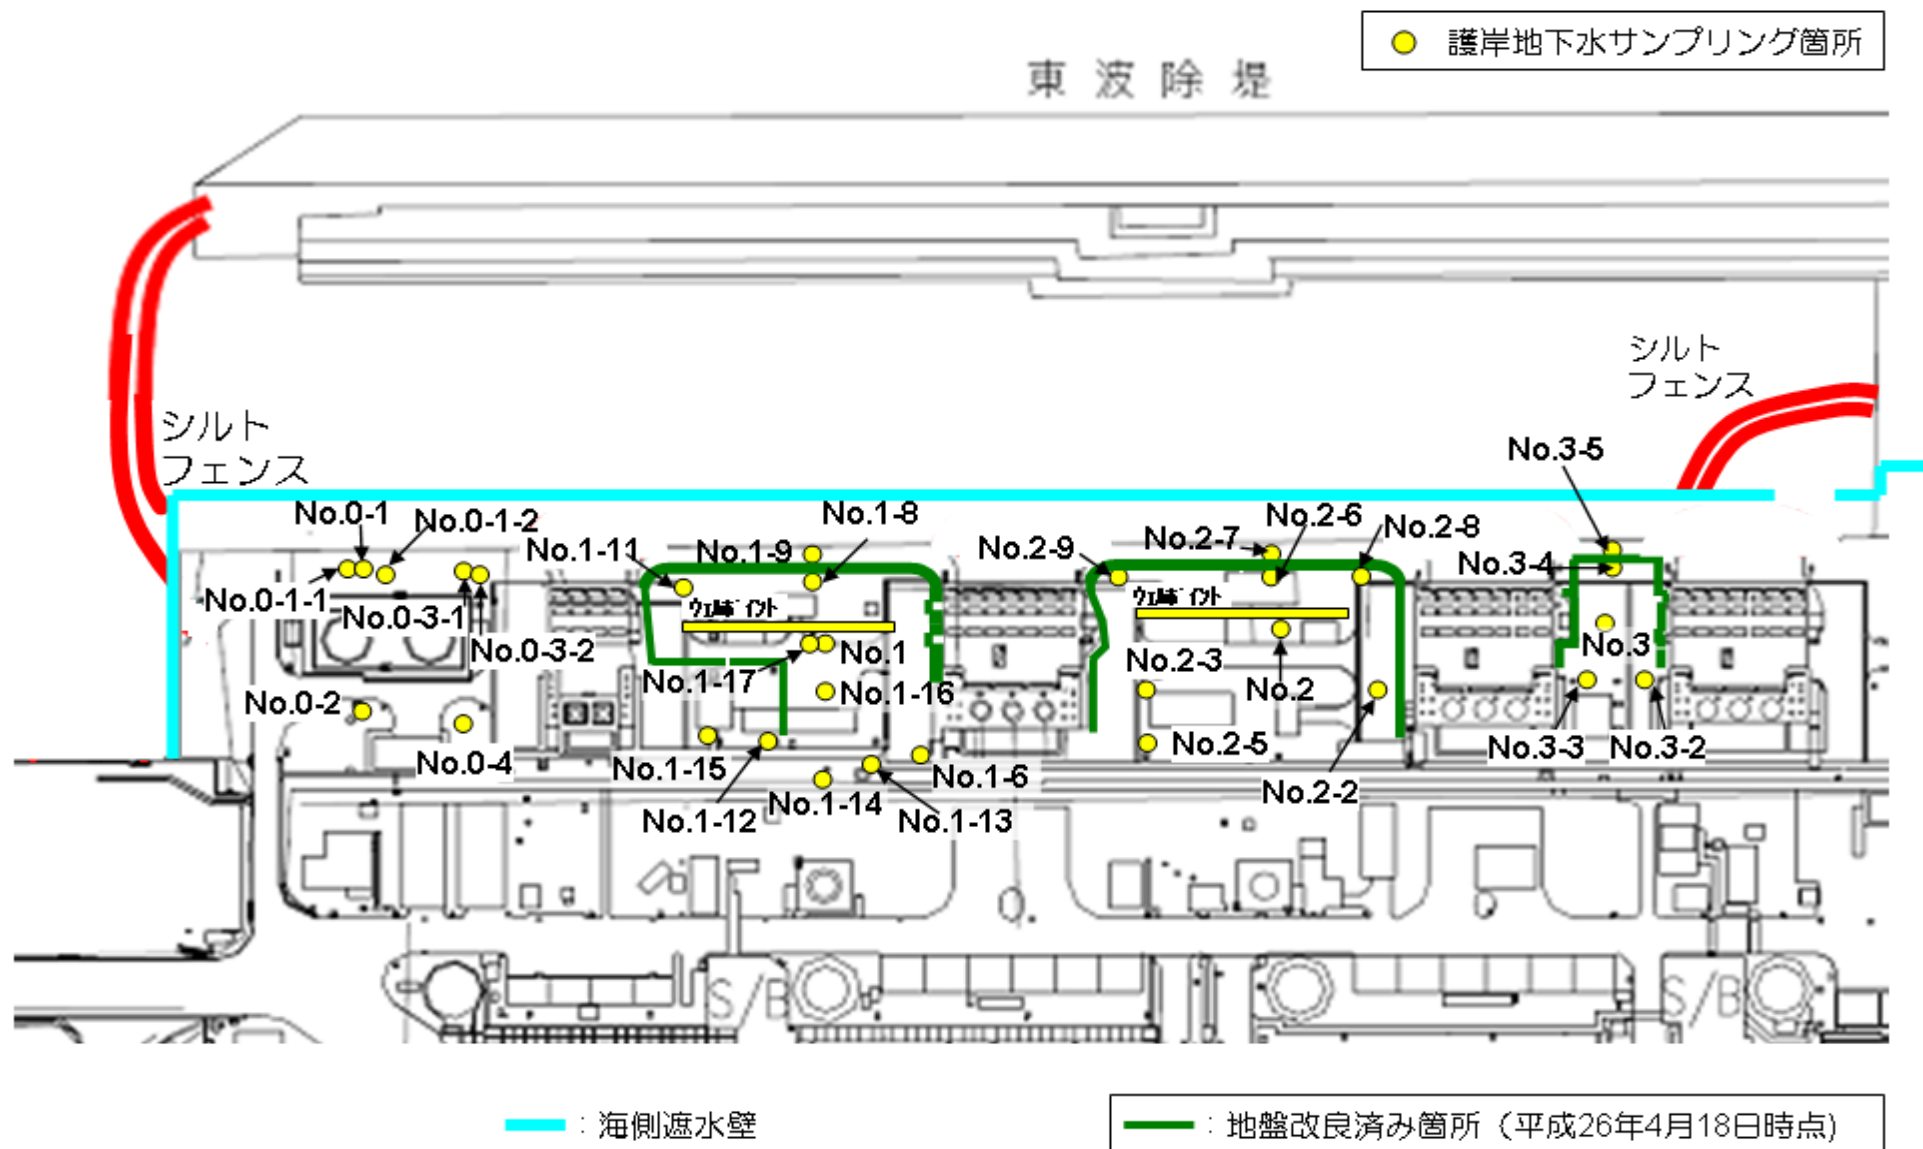 護岸地下水サンプリング箇所
東波除堤
シルト
フェンス
シルト
フェンス
No.3-5
No.0-1
No.0-1-2
No.1-8
No.2-6
No.2-8
No.1-11
No.1-9
No.2-9
No.2-7
No.3-4
No.0-1-1
No.0-3-1
ウェルポイント
ウェルポイント
No.0-3-2
No.1
No.3
No.1-17
No.1-16
No.2-3
No.2
No.0-2
No.0-4
No.1-15
No.1-6
No.2-5
No.3-3
No.3-2
No.2-2
No.1-14
No.1-12
No.1-13
S/B
S/B
:海側遮水壁
:地盤改良済み箇所(平成26年4月18日時点)